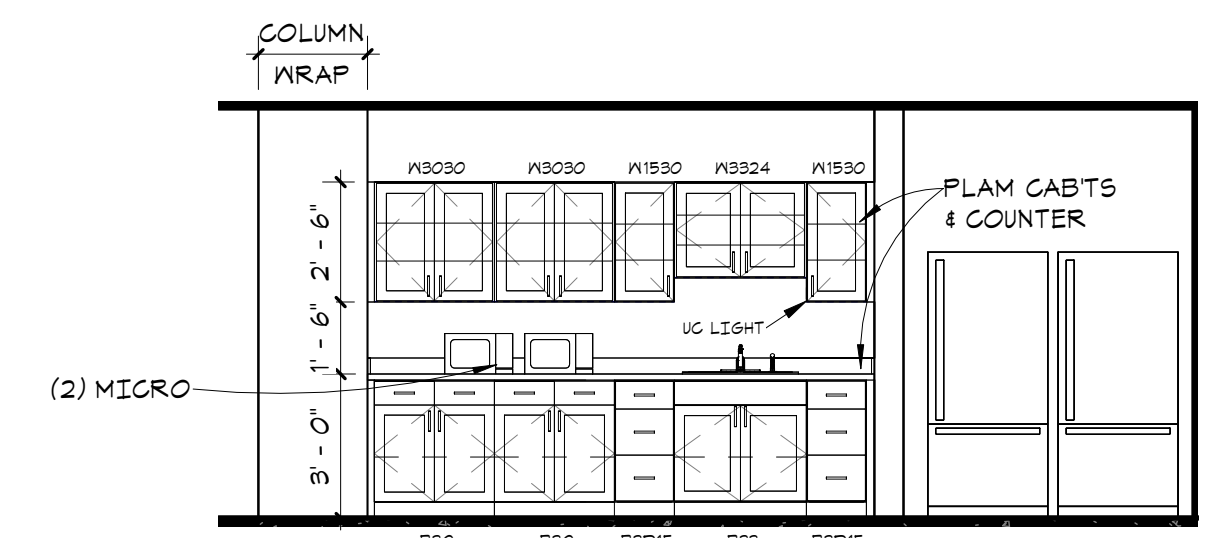 COLUMN
WRAP
W3030
W3030
W1530
W3324
W1530
PLAM CAB'TS
& COUNTER
2' - 6"
1' - 6"
UC LIGHT
(2) MICRO
3' - 0"